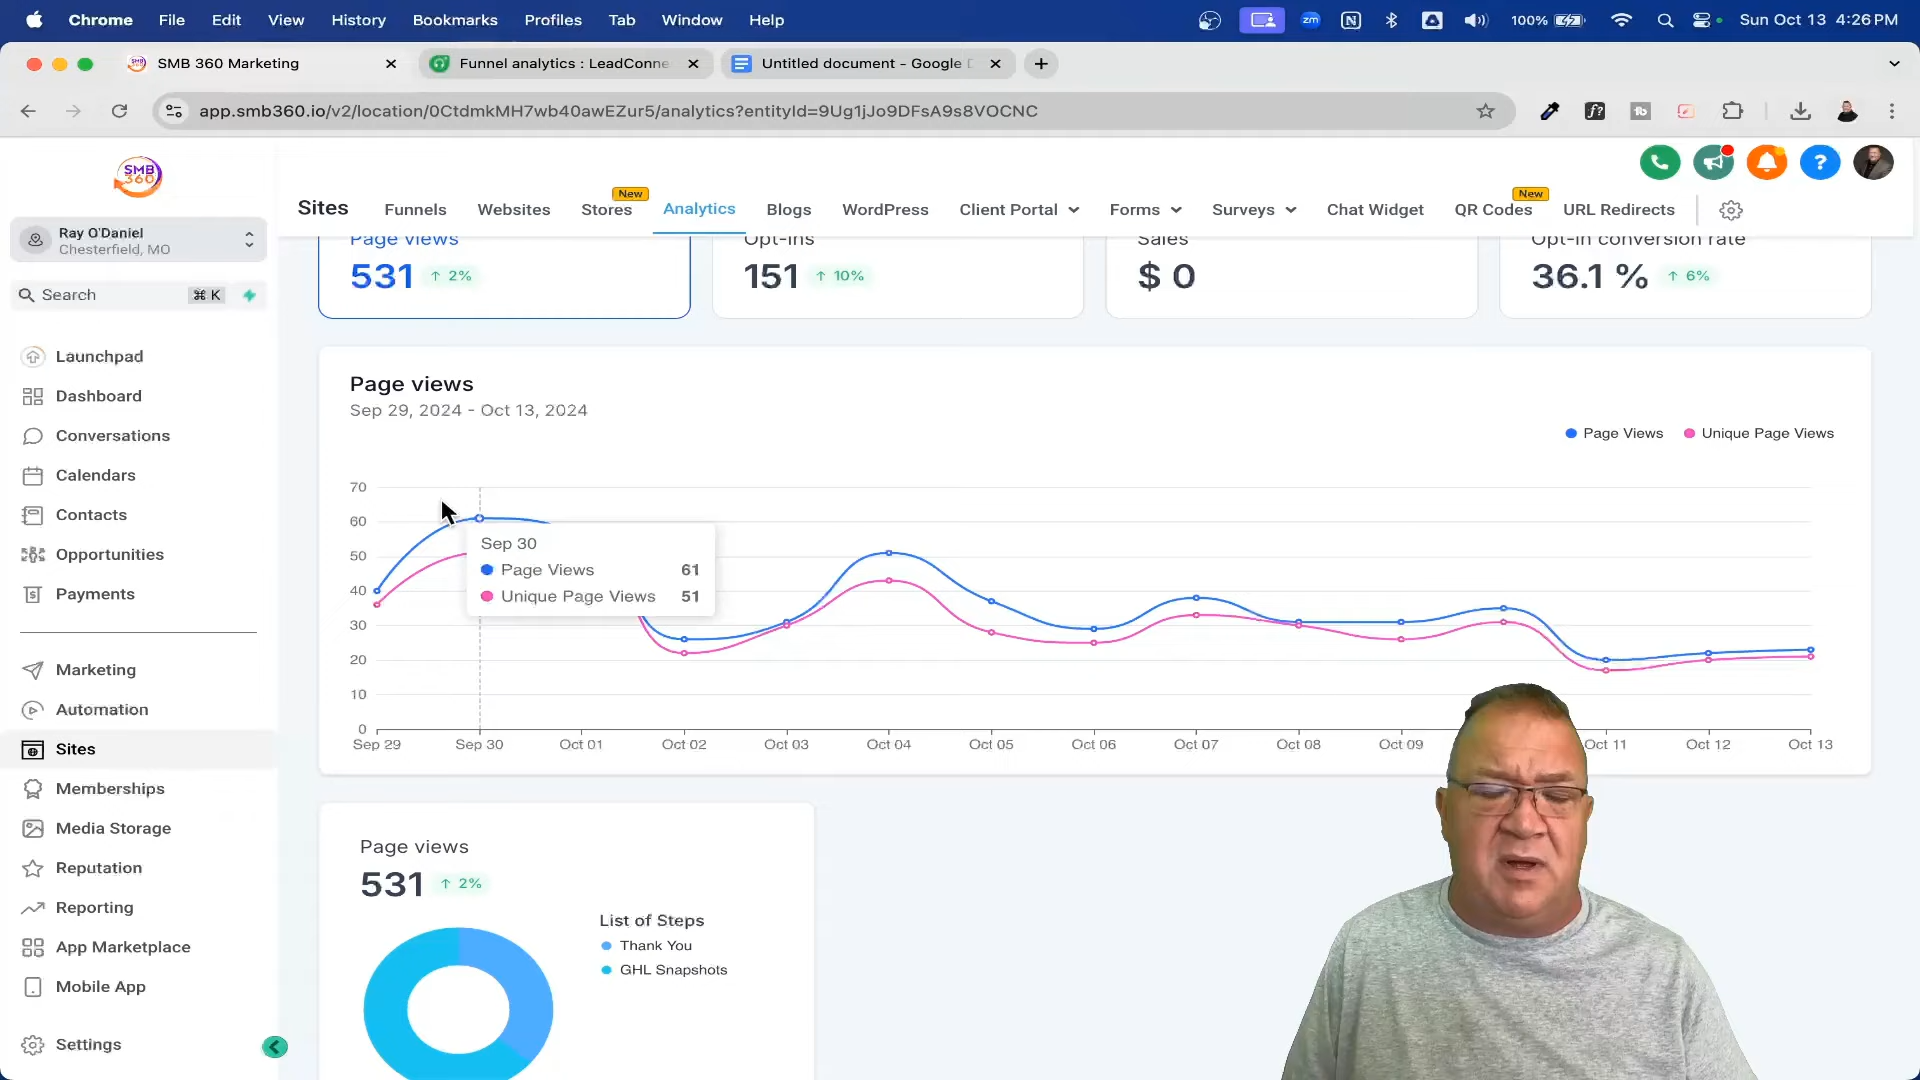 Chrome File Edit View History Bookmarks Profiles Tab Window Help zm 100% Sun Oct 13 4:26 PM
SMB 360 Marketing Funnel analytics : LeadConne Untitled document - Google D
app.smb360.io/v2/location/0CtdmkMH7wb40awEZur5/analytics?entityId=9Ug1jJo9DFsA9s8VOCNC
SMB
360
Ray O'Daniel
Chesterfield, MO
Search ⌘ K
Launchpad
Dashboard
Conversations
Calendars
Contacts
Opportunities
Payments
Marketing
Automation
Sites
Memberships
Media Storage
Reputation
Reporting
App Marketplace
Mobile App
Settings
New New
Sites Funnels Websites Stores Analytics Blogs WordPress Client Portal Forms Surveys Chat Widget QR Codes URL Redirects
Page views Opt-ins Sales Opt-in conversion rate
531 ↑ 2% 151 ↑ 10% $ 0 36.1 % ↑ 6%
Page views
Sep 29, 2024 - Oct 13, 2024
Page Views Unique Page Views
70
60
50
40
30
20
10
0
Sep 30
Page Views 61
Unique Page Views 51
Sep 29 Sep 30 Oct 01 Oct 02 Oct 03 Oct 04 Oct 05 Oct 06 Oct 07 Oct 08 Oct 09 Oct 11 Oct 12 Oct 13
Page views
531 ↑ 2%
List of Steps
Thank You
GHL Snapshots